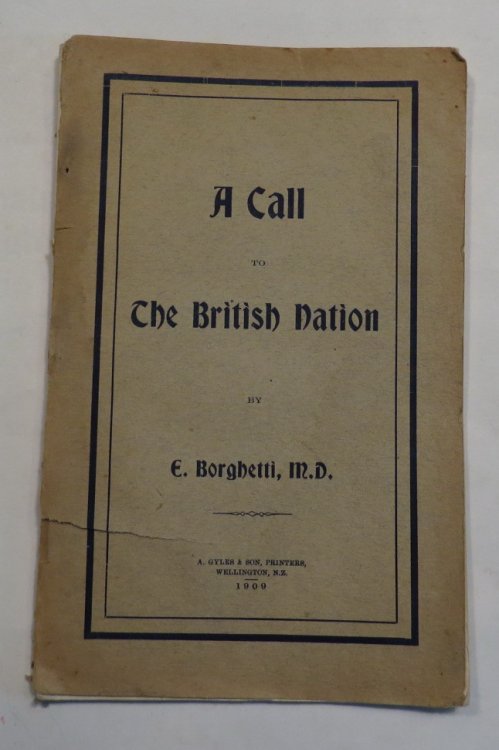 A Call
TO
The British Nation
BY
E. Borghetti, M.D.
A. GYLES & SON, PRINTERS,
WELLINGTON, N.Z.
1909